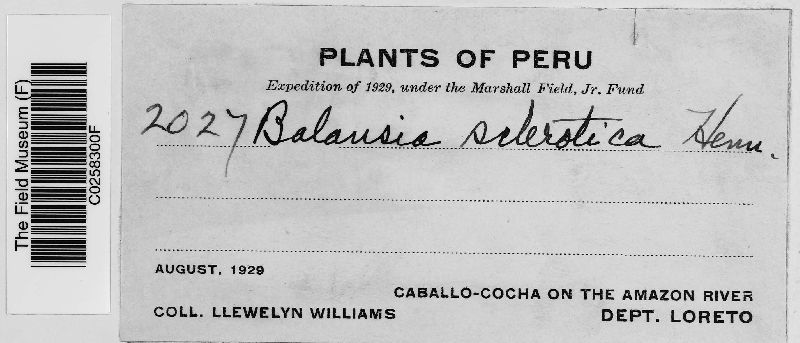 The Field Museum (F)
C0258300F
PLANTS OF PERU
Expedition of 1929, under the Marshall Field, Jr. Fund
2027 Balansia sclerotica Henn.
AUGUST, 1929
CABALLO-COCHA ON THE AMAZON RIVER
COLL. LLEWELYN WILLIAMS
DEPT. LORETO